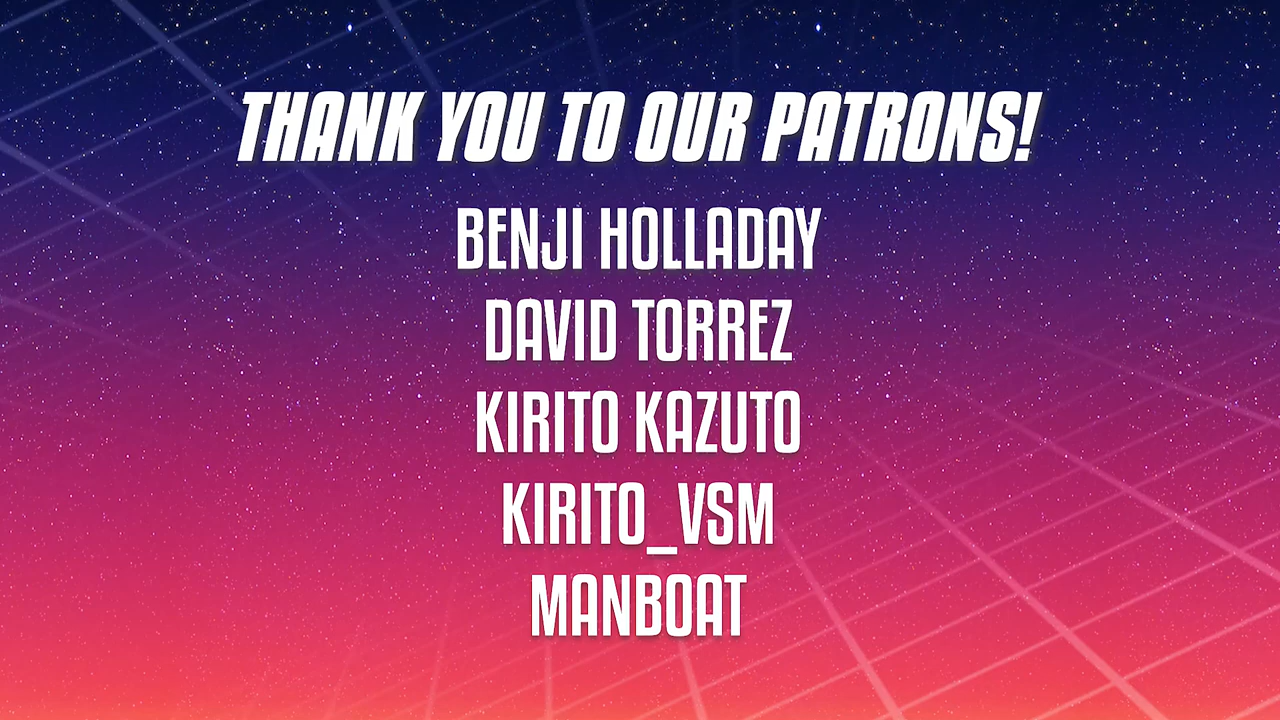 THANK YOU TO OUR PATRONS!
BENJI HOLLADAY
DAVID TORREZ
KIRITO KAZUTO
KIRITO_VSM
MANBOAT